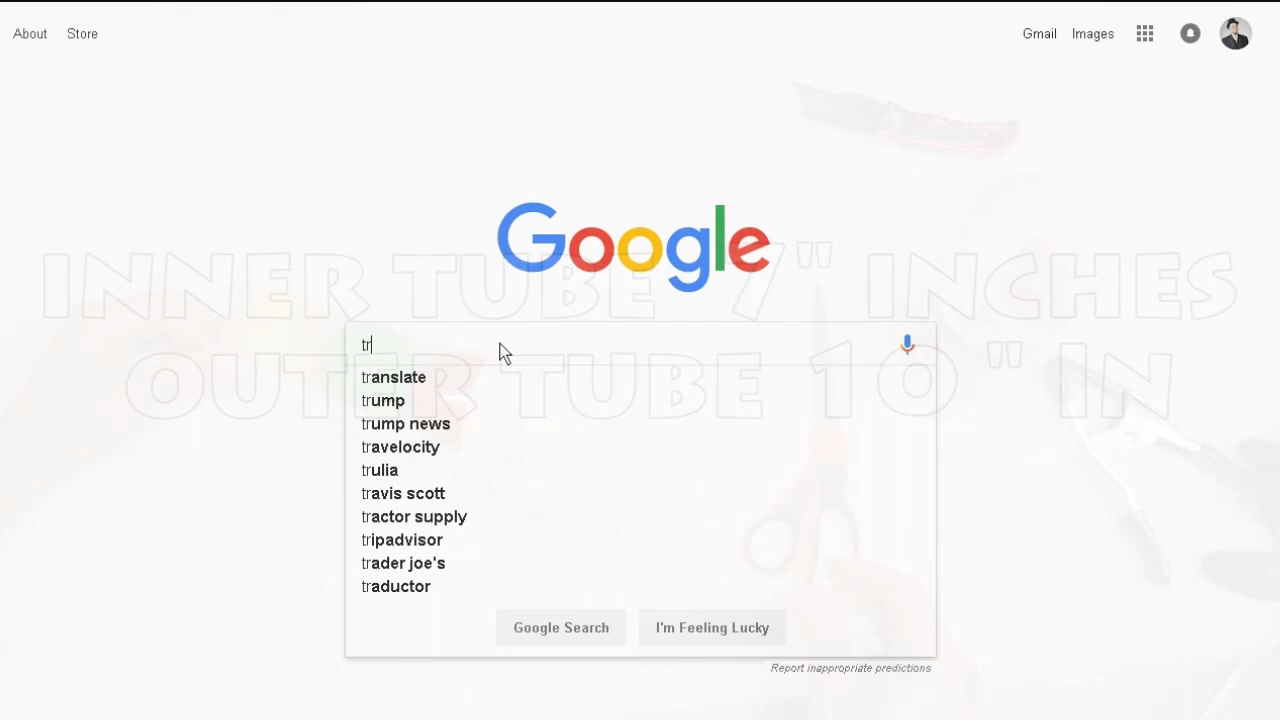 About Store Gmail Images
Google
INNER TUBE 7" INCHES
tr
OUTER TUBE 10" IN
translate
trump
trump news
travelocity
trulia
travis scott
tractor supply
tripadvisor
trader joe's
traductor
Google Search I'm Feeling Lucky
Report inappropriate predictions